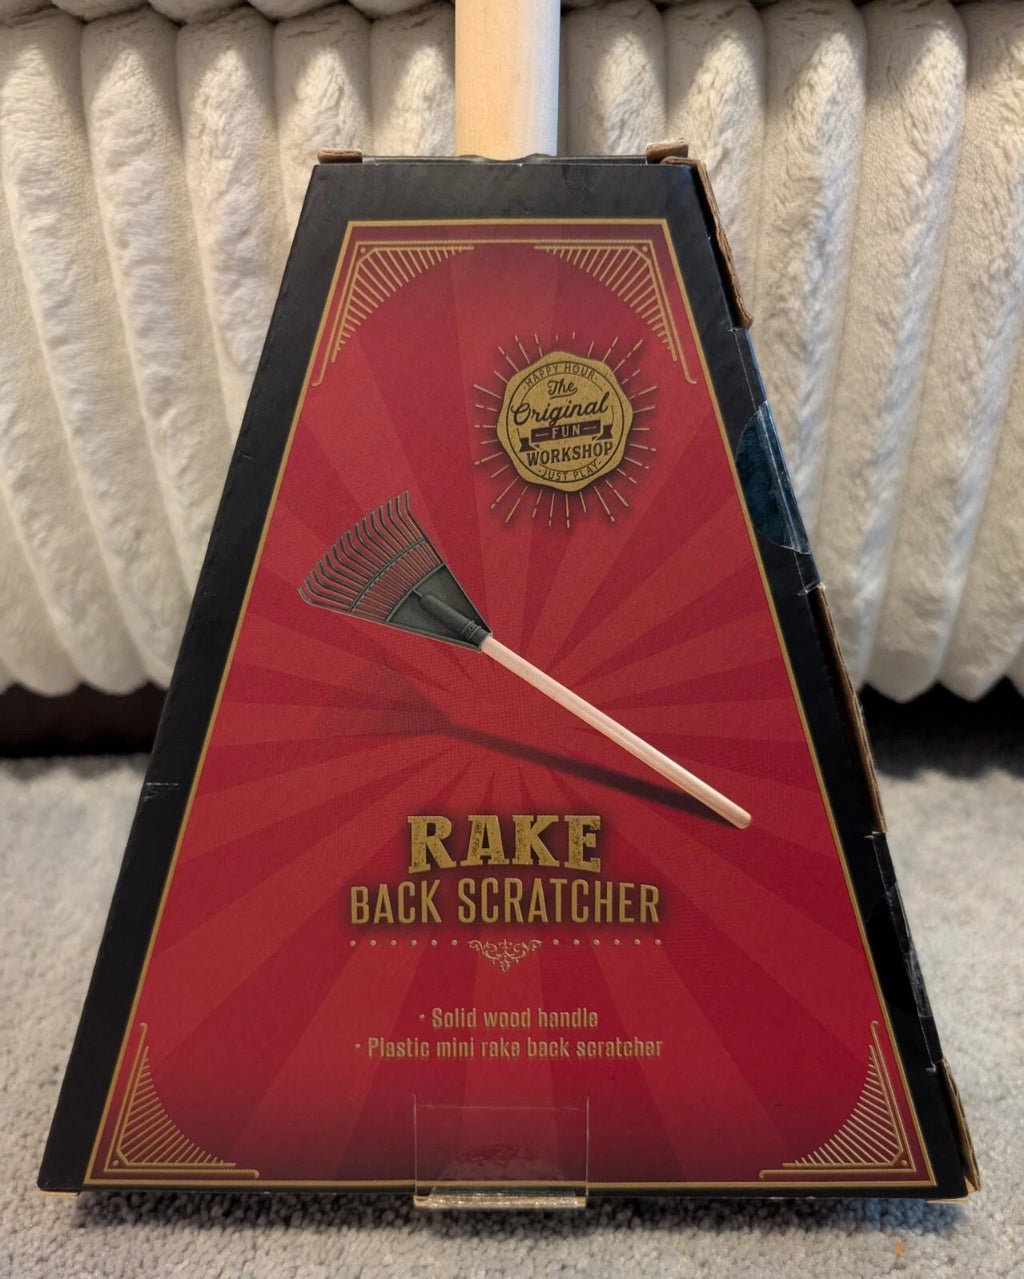 ·HAPPY HOUR·
The
Original
FUN
WORKSHOP
·JUST PLAY·
RAKE
BACK SCRATCHER
· Solid wood handle
· Plastic mini rake back scratcher